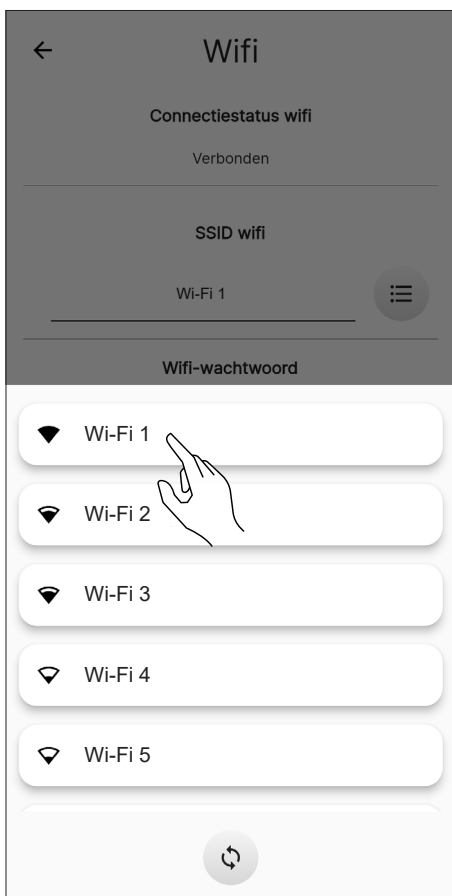 Wifi
Connectiestatus wifi
Verbonden
SSID wifi
Wi-Fi 1
Wifi-wachtwoord
Wi-Fi 1
Wi-Fi 2
Wi-Fi 3
Wi-Fi 4
Wi-Fi 5